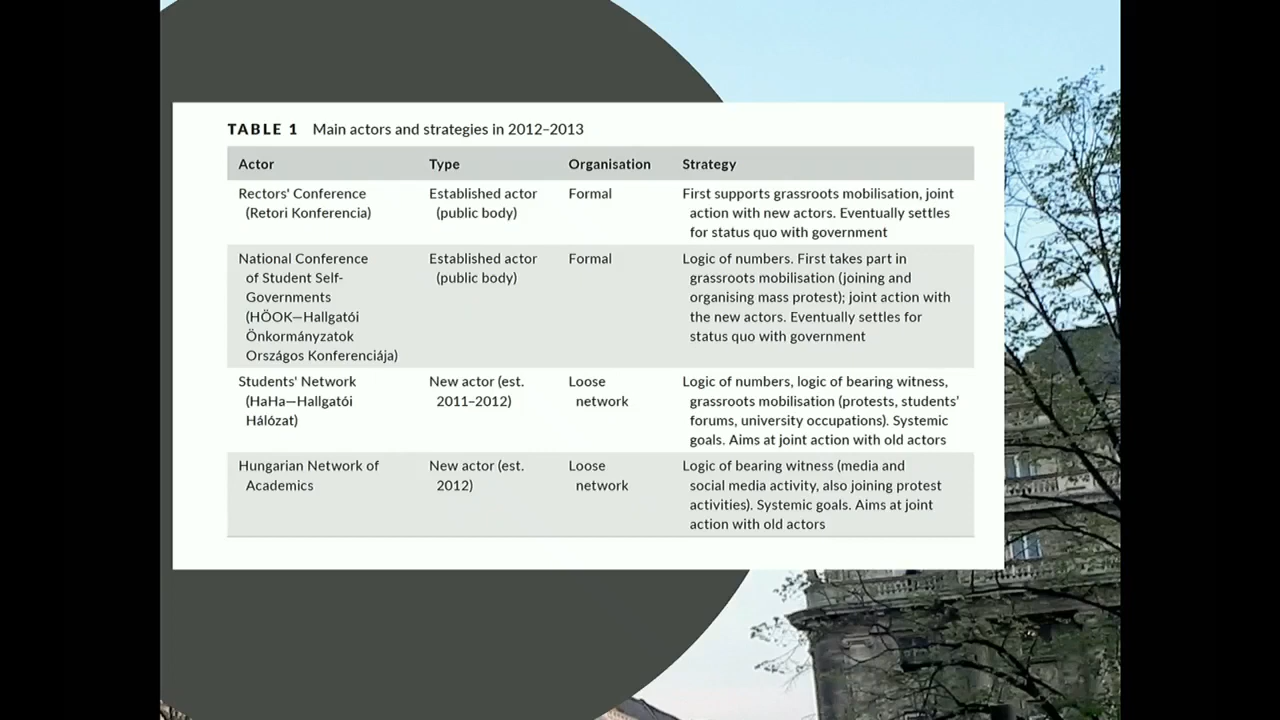 TABLE 1 Main actors and strategies in 2012–2013
Actor Type Organisation Strategy
Rectors' Conference
(Retori Konferencia)
Established actor
(public body)
Formal
First supports grassroots mobilisation, joint
action with new actors. Eventually settles
for status quo with government
National Conference
of Student Self-
Governments
(HÖOK—Hallgatói
Önkormányzatok
Országos Konferenciája)
Established actor
(public body)
Formal
Logic of numbers. First takes part in
grassroots mobilisation (joining and
organising mass protest); joint action with
the new actors. Eventually settles for
status quo with government
Students' Network
(HaHa—Hallgatói
Hálózat)
New actor (est.
2011–2012)
Loose
network
Logic of numbers, logic of bearing witness,
grassroots mobilisation (protests, students'
forums, university occupations). Systemic
goals. Aims at joint action with old actors
Hungarian Network of
Academics
New actor (est.
2012)
Loose
network
Logic of bearing witness (media and
social media activity, also joining protest
activities). Systemic goals. Aims at joint
action with old actors